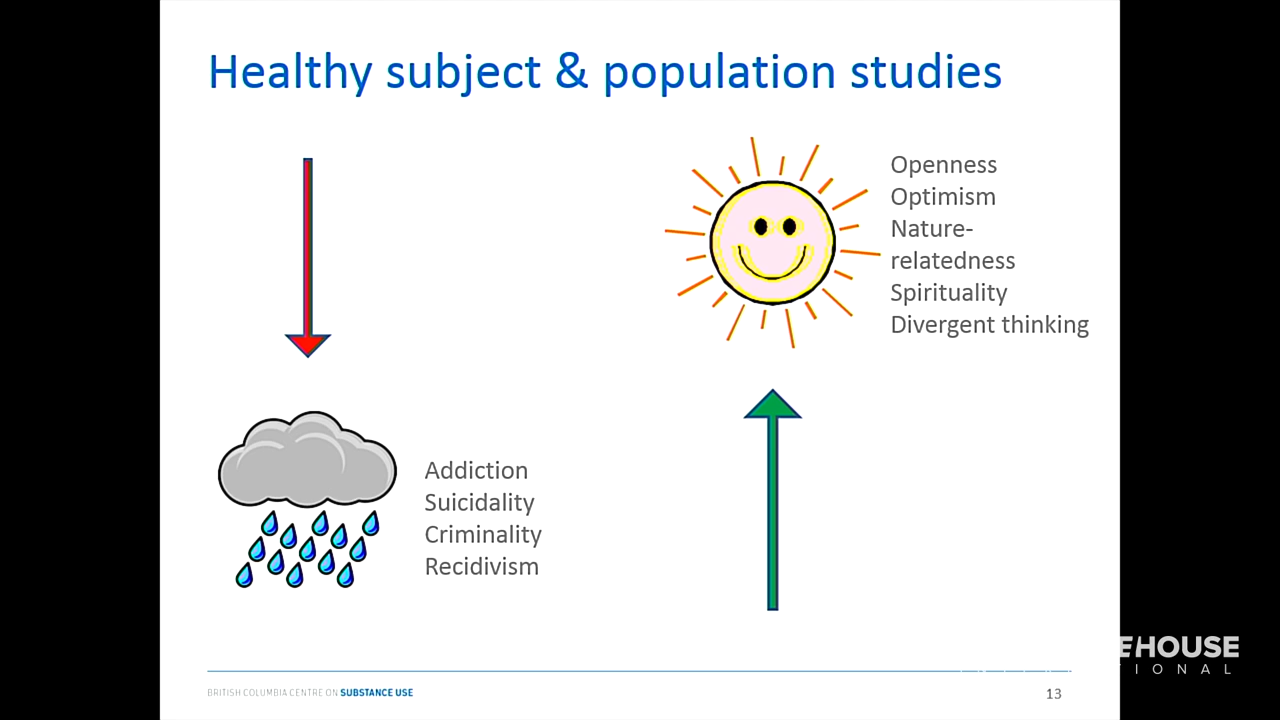 Healthy subject & population studies
Openness
Optimism
Nature-
relatedness
Spirituality
Divergent thinking
Addiction
Suicidality
Criminality
Recidivism
BRITISH COLUMBIA CENTRE ON SUBSTANCE USE
13
EHOUSE
TIONAL